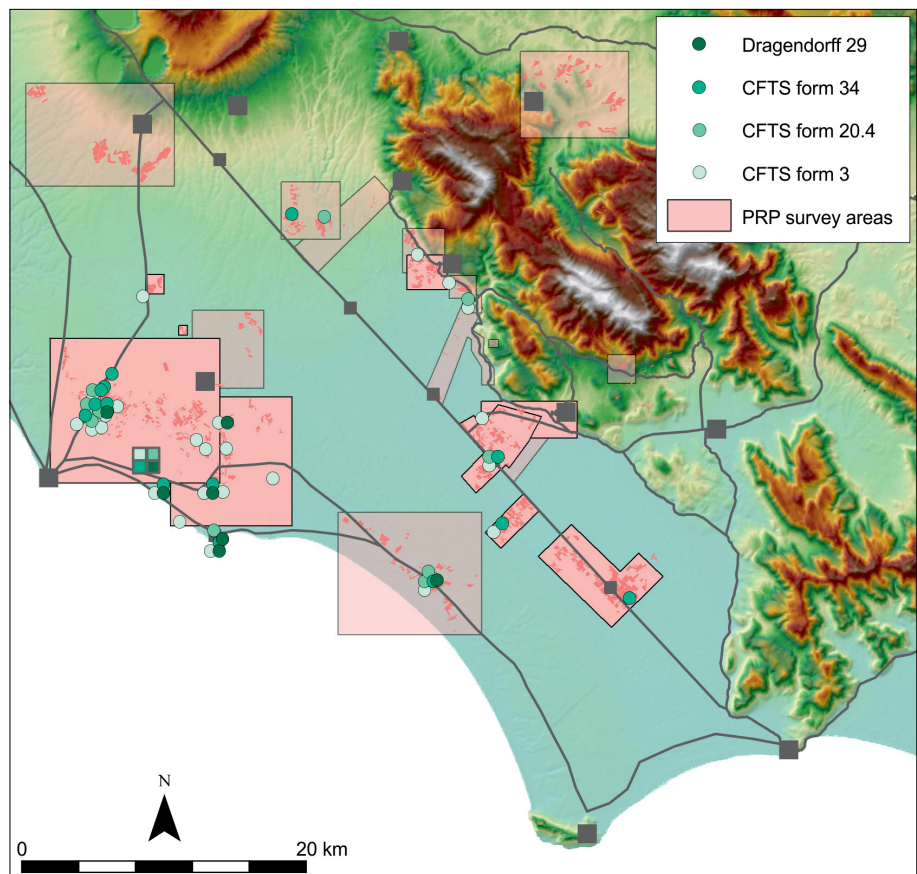 Dragendorff 29
CFTS form 34
CFTS form 20.4
CFTS form 3
PRP survey areas
N
0
20 km